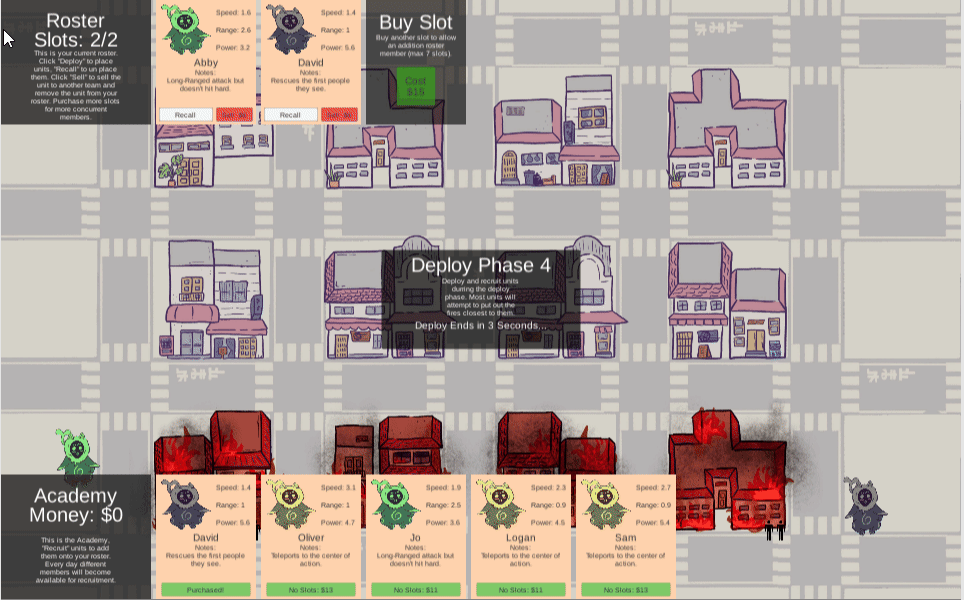 Roster
Slots: 2/2
This is your current roster.
Click "Deploy" to place
units, "Recall" to un place
them. Click "Sell" to sell the
unit to another team and
remove the unit from your
roster. Purchase more slots
for more concurrent
members.
Speed: 1.6
Range: 2.6
Power: 3.2
Abby
Notes:
Long-Ranged attack but
doesn't hit hard.
Recall
Speed: 1.4
Range: 1
Power: 5.6
David
Notes:
Rescues the first people
they see.
Recall
Buy Slot
Buy another slot to allow
an addition roster
member (max 7 slots).
Cost
$15
Deploy Phase 4
Deploy and recruit units
durring the deploy
phase. Most units will
attempt to put out the
fires closest to them.
Deploy Ends in 3 Seconds...
Academy
Money: $0
This is the Academy,
"Recruit" units to add
them onto your roster.
Every day different
members will become
available for recruitment.
Speed: 1.4
Range: 1
Power: 5.6
David
Notes:
Rescues the first people
they see.
Purchased!
Speed: 3.1
Range: 1
Power: 4.7
Oliver
Notes:
Teleports to the center of
action.
No Slots: $13
Speed: 1.9
Range: 2.5
Power: 3.6
Jo
Notes:
Long-Ranged attack but
doesn't hit hard.
No Slots: $11
Speed: 2.3
Range: 0.9
Power: 4.5
Logan
Notes:
Teleports to the center of
action.
No Slots: $11
Speed: 2.7
Range: 0.9
Power: 5.4
Sam
Notes:
Teleports to the center of
action.
No Slots: $13